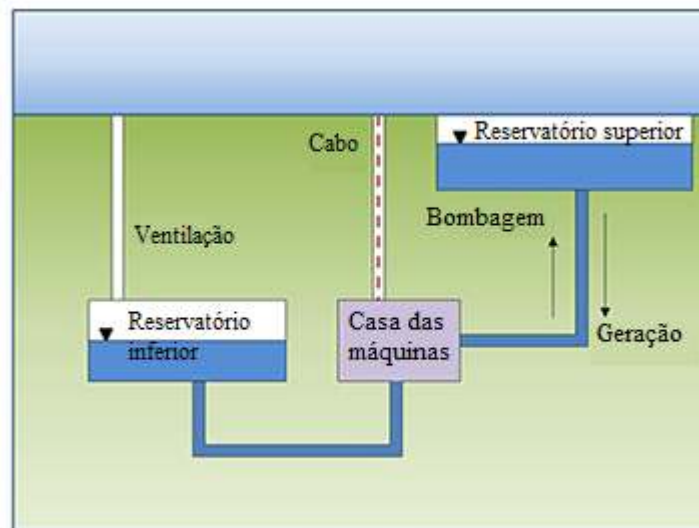 Reservatório superior
Cabo
Bombagem
Ventilação
Reservatório
inferior
Casa das
máquinas
Geração